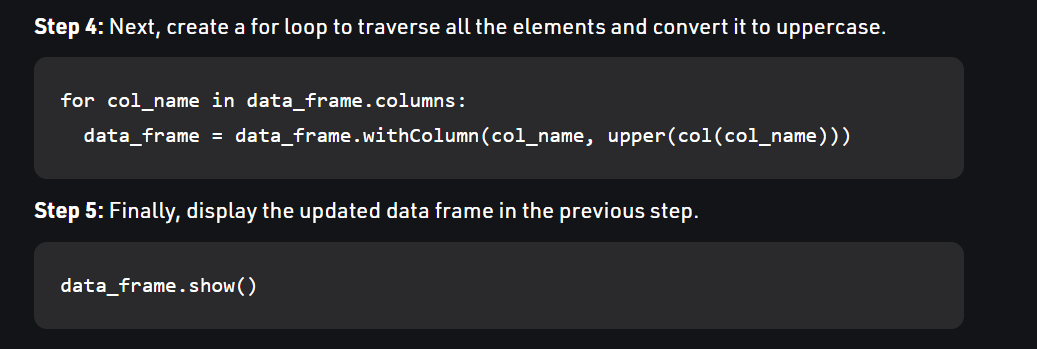 Step 4: Next, create a for loop to traverse all the elements and convert it to uppercase.
for col_name in data_frame.columns:
  data_frame = data_frame.withColumn(col_name, upper(col(col_name)))
Step 5: Finally, display the updated data frame in the previous step.
data_frame.show()